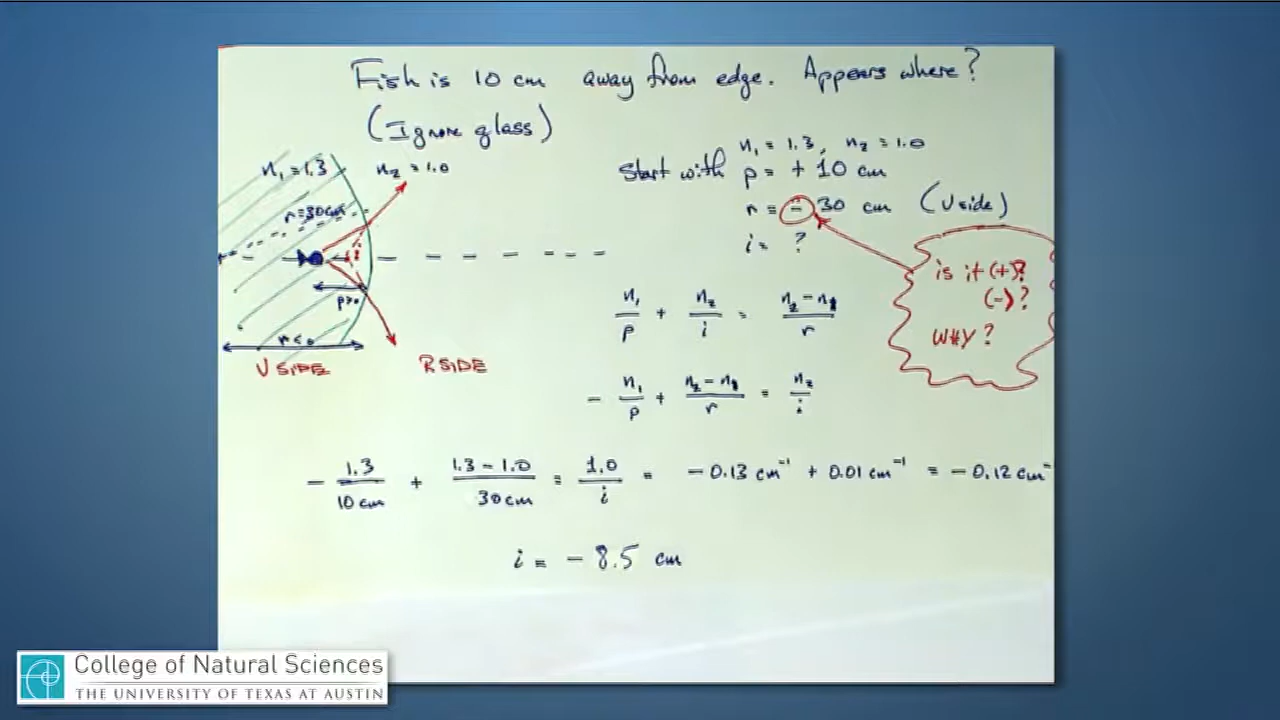 Fish is 10 cm away from edge. Appears where?
(Ignore glass)
n₁ = 1.3, n₂ = 1.0
Start with p = + 10 cm
r = - 30 cm (V side)
i = ?
n₁ = 1.3
n₂ = 1.0
r = 30 cm
i
p>0
r<0
V SIDE
R SIDE
is it (+)?
(-)?
WHY?
n₁/p + n₂/i = n₂-n₁/r
- n₁/p + n₂-n₁/r = n₂/i
- 1.3/10 cm + 1.3-1.0/30 cm = 1.0/i = -0.13 cm⁻¹ + 0.01 cm⁻¹ = -0.12 cm⁻
i = - 8.5 cm
College of Natural Sciences
THE UNIVERSITY OF TEXAS AT AUSTIN